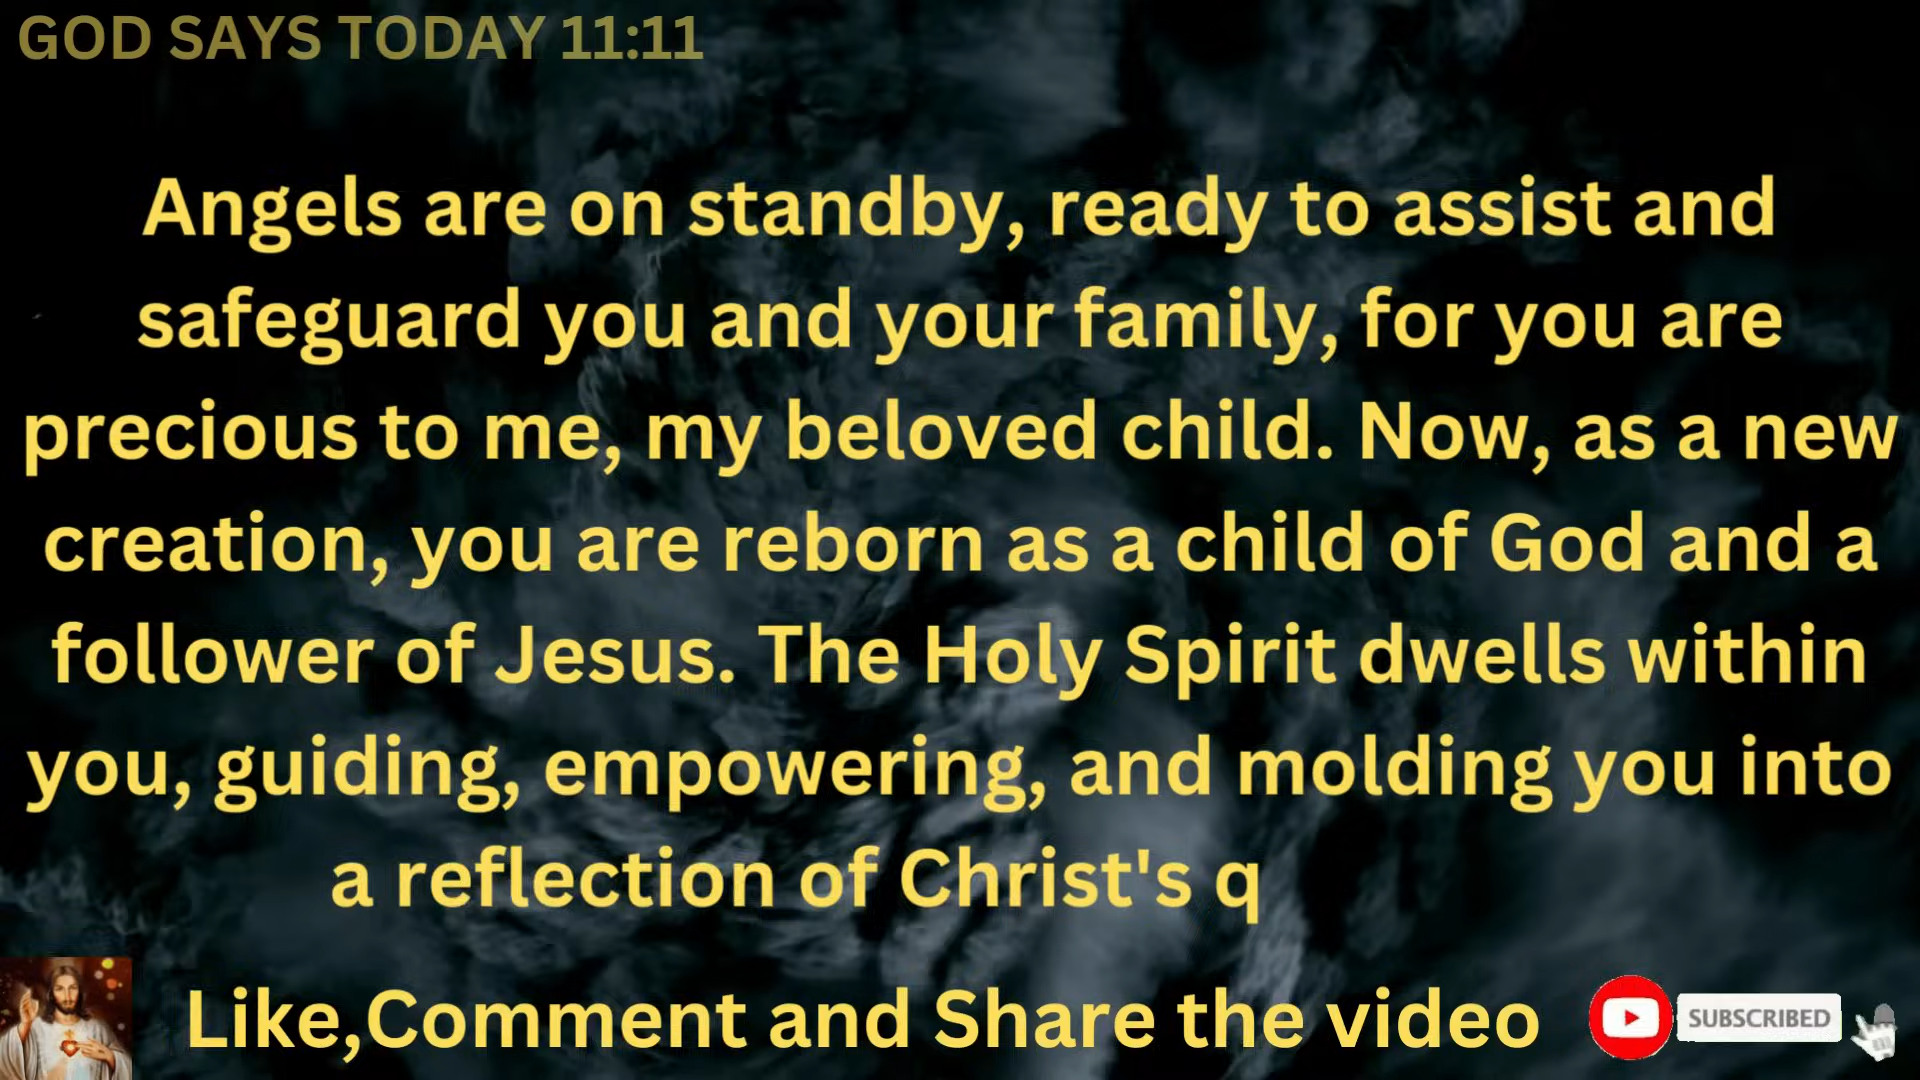 GOD SAYS TODAY 11:11
Angels are on standby, ready to assist and
safeguard you and your family, for you are
precious to me, my beloved child. Now, as a new
creation, you are reborn as a child of God and a
follower of Jesus. The Holy Spirit dwells within
you, guiding, empowering, and molding you into
a reflection of Christ's q
Like,Comment and Share the video
SUBSCRIBED